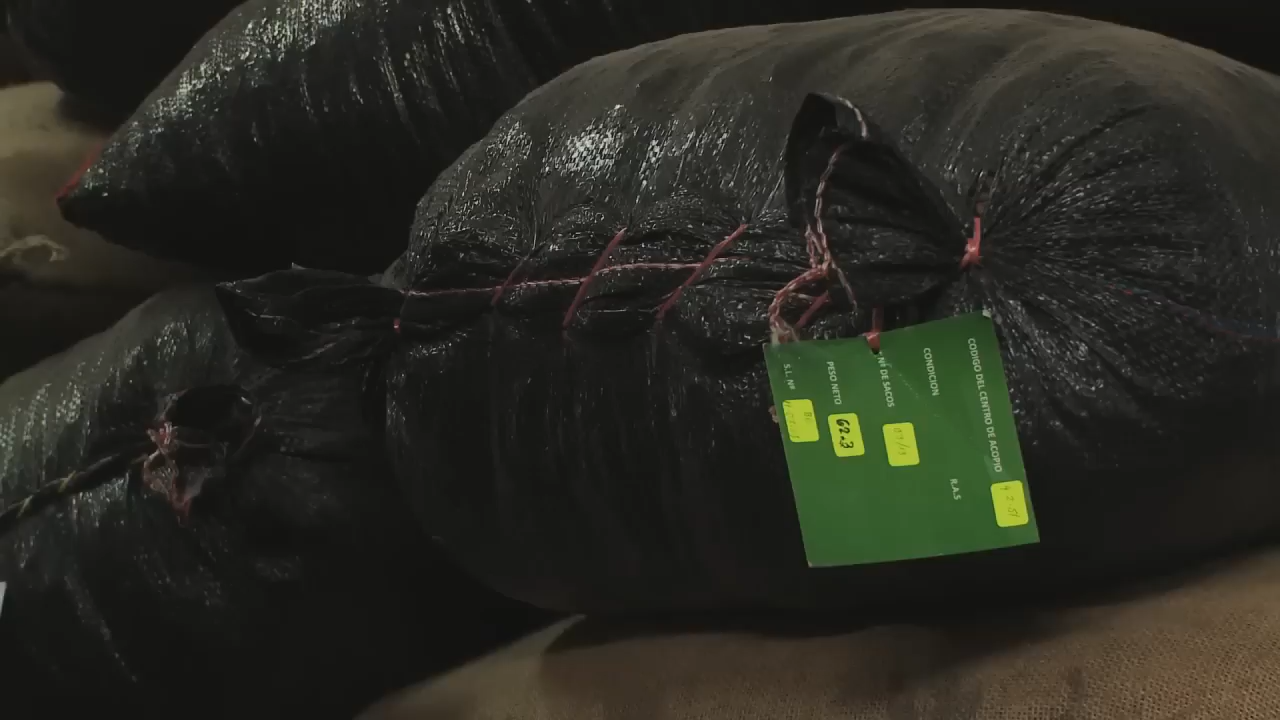 CODIGO DEL CENTRO DE ACOPIO
R.A.S
CONDICION
Nº DE SACOS
PESO NETO 62.3
S.L. Nº